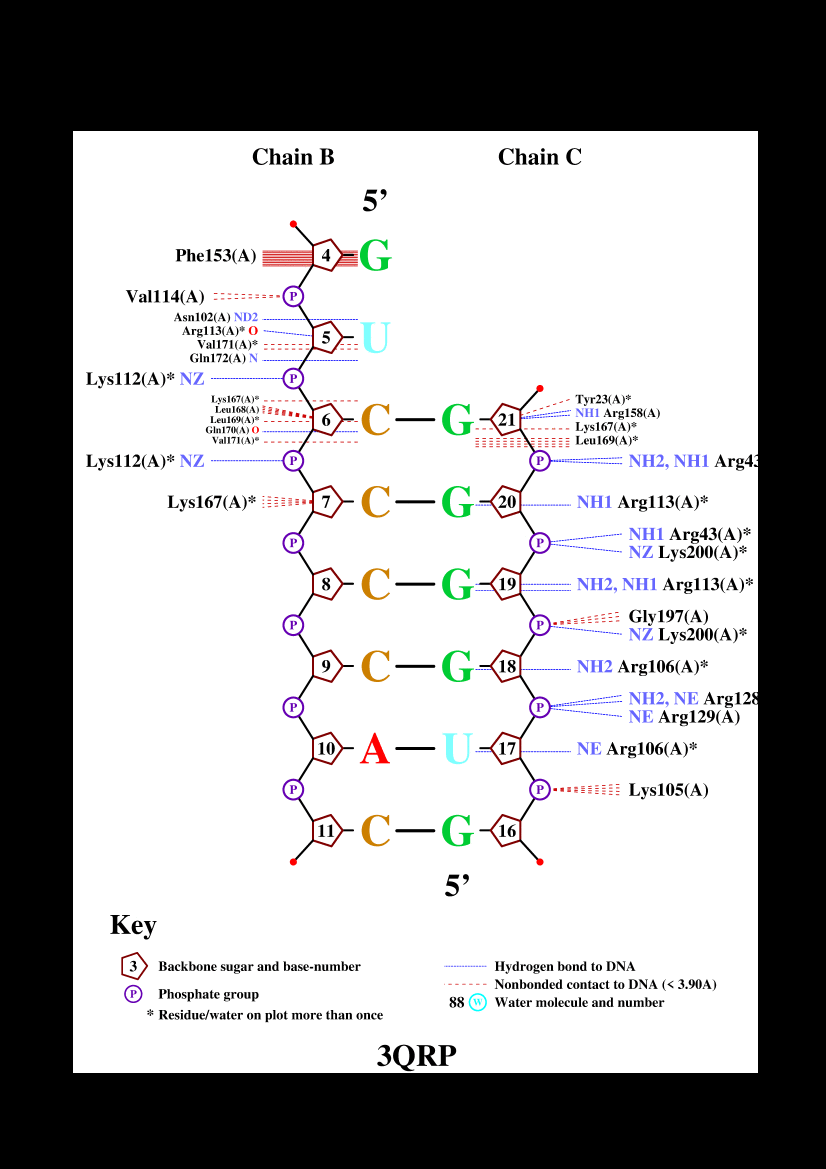 Chain B Chain C
5’
Phe153(A) 4 G
Val114(A) P
Asn102(A) ND2
Arg113(A)* O 5 U
Val171(A)*
Gln172(A) N
Lys112(A)* NZ P
Lys167(A)* Tyr23(A)*
Leu168(A) NH1 Arg158(A)
Leu169(A)* 6 C G 21
Gln170(A) O Lys167(A)*
Val171(A)* Leu169(A)*
Lys112(A)* NZ P P NH2, NH1 Arg43
Lys167(A)* 7 C G 20 NH1 Arg113(A)*
P P NH1 Arg43(A)*
NZ Lys200(A)*
8 C G 19 NH2, NH1 Arg113(A)*
P P Gly197(A)
NZ Lys200(A)*
9 C G 18 NH2 Arg106(A)*
P P NH2, NE Arg128
NE Arg129(A)
10 A U 17 NE Arg106(A)*
P P Lys105(A)
11 C G 16
5’
Key
3 Backbone sugar and base-number Hydrogen bond to DNA
Nonbonded contact to DNA (< 3.90A)
P Phosphate group 88 W Water molecule and number
* Residue/water on plot more than once
3QRP